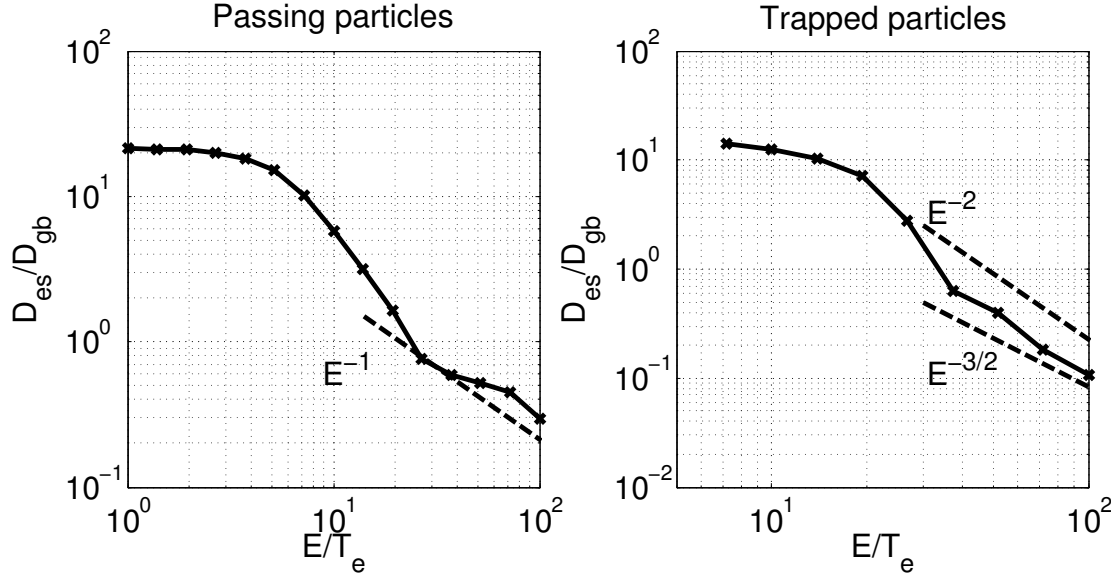 Passing particles
10^2
10^1
10^0
10^-1
D_es/D_gb
E^-1
10^0
10^1
10^2
E/T_e
Trapped particles
10^2
10^1
10^0
10^-1
10^-2
D_es/D_gb
E^-2
E^-3/2
10^1
10^2
E/T_e